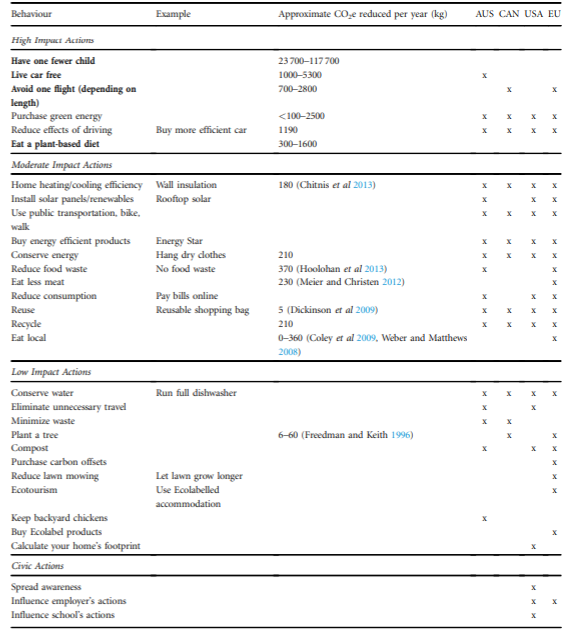 Behaviour Example Approximate CO2e reduced per year (kg) AUS CAN USA EU
High Impact Actions
Have one fewer child 23 700–117 700
Live car free 1000–5300 x
Avoid one flight (depending on 700–2800 x x
length)
Purchase green energy <100–2500 x x x x
Reduce effects of driving Buy more efficient car 1190 x x x x
Eat a plant-based diet 300–1600
Moderate Impact Actions
Home heating/cooling efficiency Wall insulation 180 (Chitnis et al 2013) x x x x
Install solar panels/renewables Rooftop solar x x x
Use public transportation, bike, x x x x
walk
Buy energy efficient products Energy Star x x x x
Conserve energy Hang dry clothes 210 x x x x
Reduce food waste No food waste 370 (Hoolohan et al 2013) x x
Eat less meat 230 (Meier and Christen 2012) x
Reduce consumption Pay bills online x x x
Reuse Reusable shopping bag 5 (Dickinson et al 2009) x x x x
Recycle 210 x x x x
Eat local 0–360 (Coley et al 2009, Weber and Matthews x
2008)
Low Impact Actions
Conserve water Run full dishwasher x x x x
Eliminate unnecessary travel x x
Minimize waste x x
Plant a tree 6–60 (Freedman and Keith 1996) x x
Compost x x x
Purchase carbon offsets x
Reduce lawn mowing Let lawn grow longer x
Ecotourism Use Ecolabelled x
accommodation
Keep backyard chickens x
Buy Ecolabel products x
Calculate your home's footprint x
Civic Actions
Spread awareness x
Influence employer's actions x x
Influence school's actions x